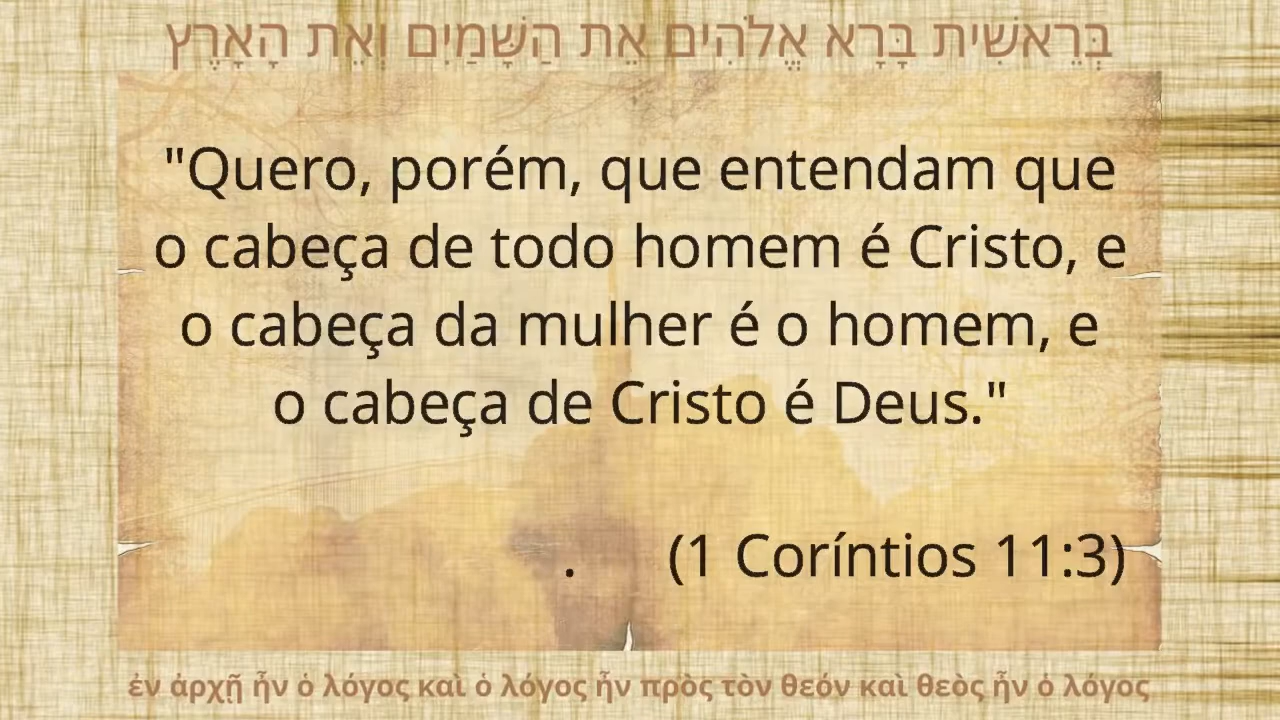 בְּרֵאשִׁית בָּרָא אֱלֹהִים אֵת הַשָּׁמַיִם וְאֵת הָאָרֶץ
"Quero, porém, que entendam que
o cabeça de todo homem é Cristo, e
o cabeça da mulher é o homem, e
o cabeça de Cristo é Deus."
. (1 Coríntios 11:3)
ἐν ἀρχῇ ἦν ὁ λόγος καὶ ὁ λόγος ἦν πρὸς τὸν θεόν καὶ θεὸς ἦν ὁ λόγος